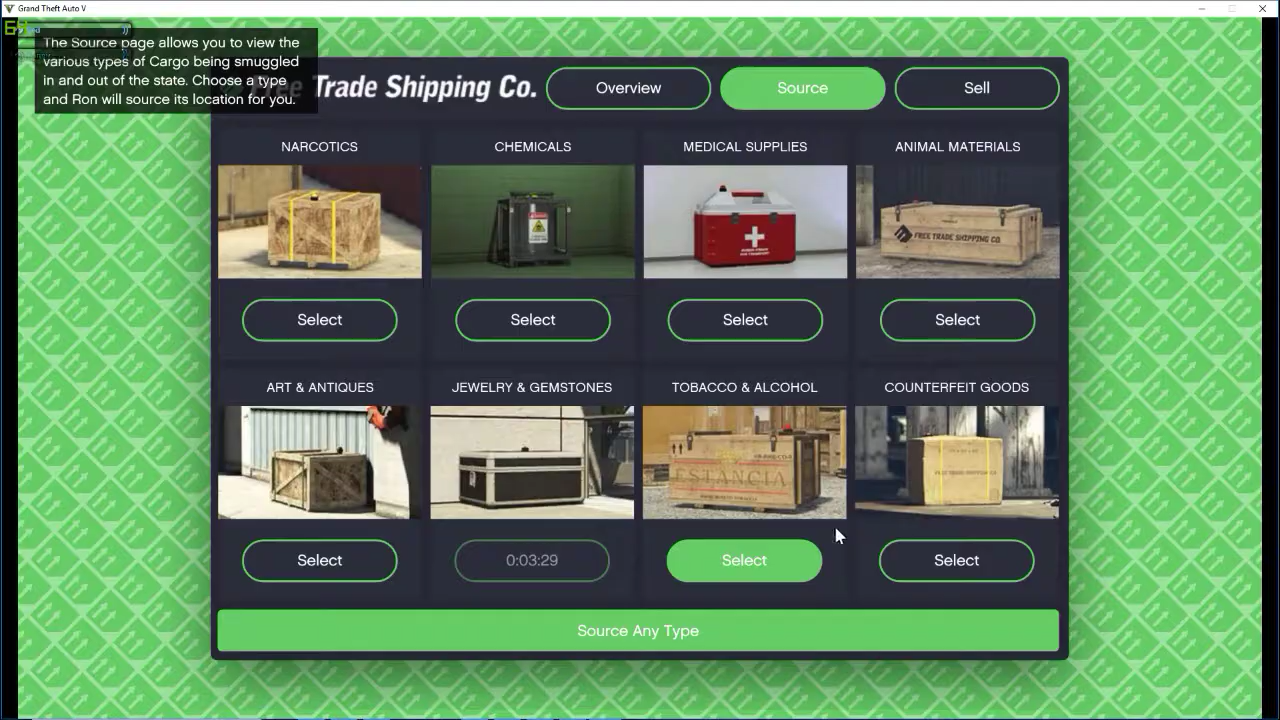 Grand Theft Auto V
The Source page allows you to view the
various types of Cargo being smuggled
in and out of the state. Choose a type
and Ron will source its location for you.
Trade Shipping Co.
Overview
Source
Sell
NARCOTICS
CHEMICALS
MEDICAL SUPPLIES
ANIMAL MATERIALS
FREE TRADE SHIPPING CO.
Select
Select
Select
Select
ART & ANTIQUES
JEWELRY & GEMSTONES
TOBACCO & ALCOHOL
COUNTERFEIT GOODS
ESTANCIA
FREE TRADE SHIPPING CO
Select
0:03:29
Select
Select
Source Any Type